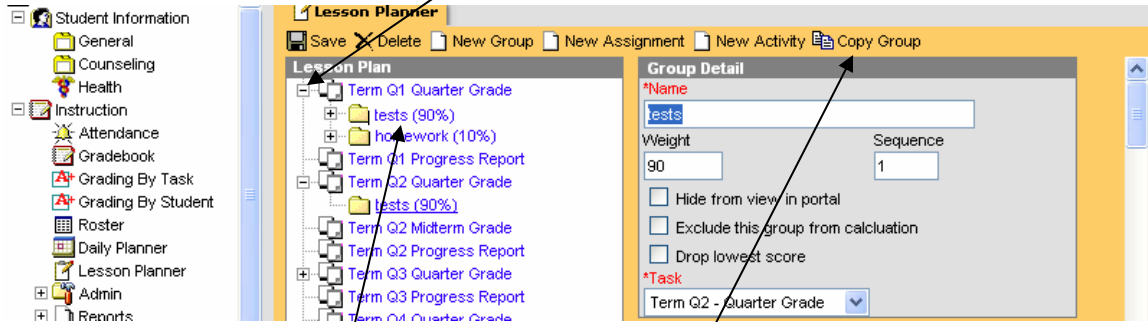 Student Information
General
Counseling
Health
Instruction
Attendance
Gradebook
Grading By Task
Grading By Student
Roster
Daily Planner
Lesson Planner
Admin
Reports
Lesson Planner
Save Delete New Group New Assignment New Activity Copy Group
Lesson Plan
Term Q1 Quarter Grade
tests (90%)
homework (10%)
Term Q1 Progress Report
Term Q2 Quarter Grade
tests (90%)
Term Q2 Midterm Grade
Term Q2 Progress Report
Term Q3 Quarter Grade
Term Q3 Progress Report
Term Q4 Quarter Grade
Group Detail
*Name
tests
Weight Sequence
90 1
Hide from view in portal
Exclude this group from calcluation
Drop lowest score
*Task
Term Q2 - Quarter Grade